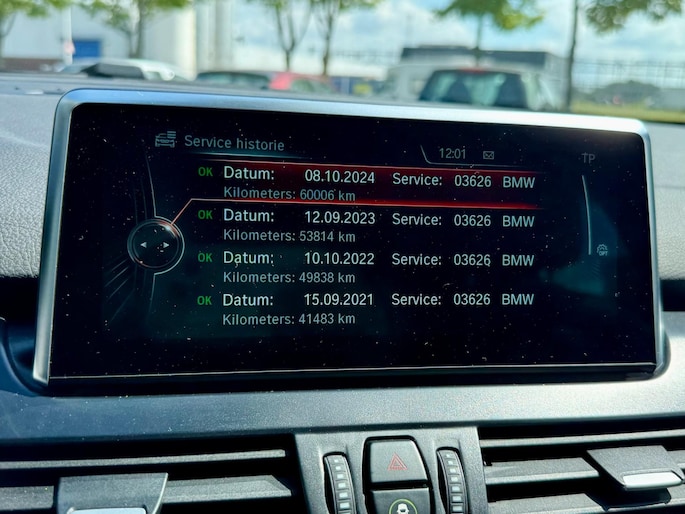 Service historie
12:01
TP
OK Datum: 08.10.2024 Service: 03626 BMW
Kilometers: 60006 km
OK Datum: 12.09.2023 Service: 03626 BMW
Kilometers: 53814 km
OK Datum: 10.10.2022 Service: 03626 BMW
Kilometers: 49838 km
OK Datum: 15.09.2021 Service: 03626 BMW
Kilometers: 41483 km
OFF